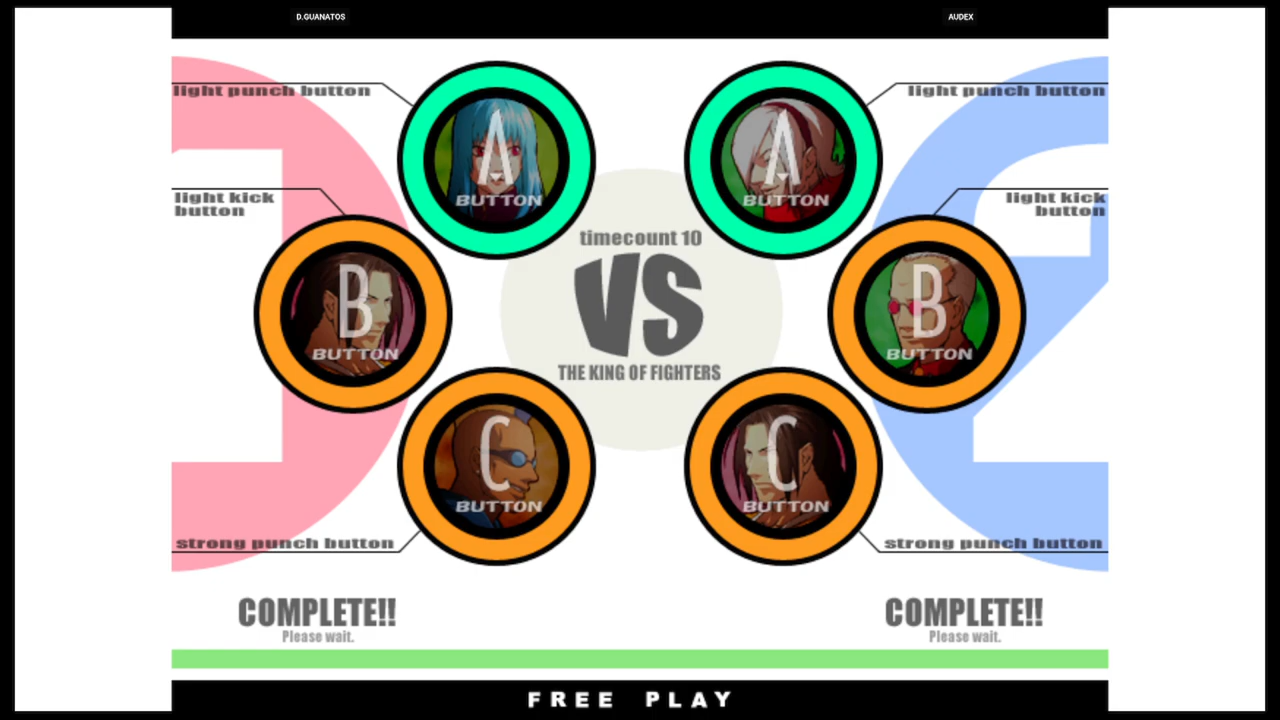 D.GUANATOS
AUDEX
light punch button
light punch button
A
BUTTON
A
BUTTON
light kick
button
light kick
button
timecount 10
VS
THE KING OF FIGHTERS
B
BUTTON
B
BUTTON
C
BUTTON
C
BUTTON
strong punch button
strong punch button
COMPLETE!!
Please wait.
COMPLETE!!
Please wait.
FREE PLAY